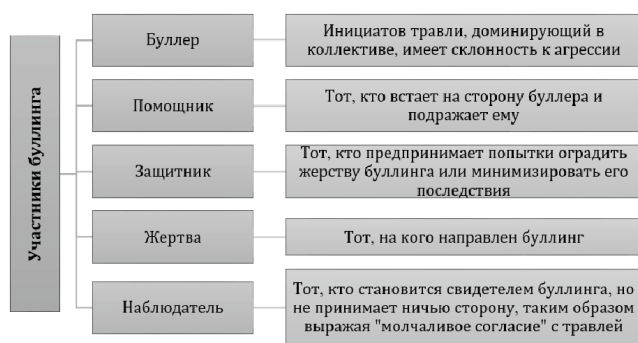 Участники буллинга
Буллер
Инициатов травли, доминирующий в
коллективе, имеет склонность к агрессии
Помощник
Тот, кто встает на сторону буллера и
подражает ему
Защитник
Тот, кто предпринимает попытки оградить
жерству буллинга или минимизировать его
последствия
Жертва
Тот, на кого направлен буллинг
Наблюдатель
Тот, кто становится свидетелем буллинга, но
не принимает ничью сторону, таким образом
выражая "молчаливое согласие" с травлей